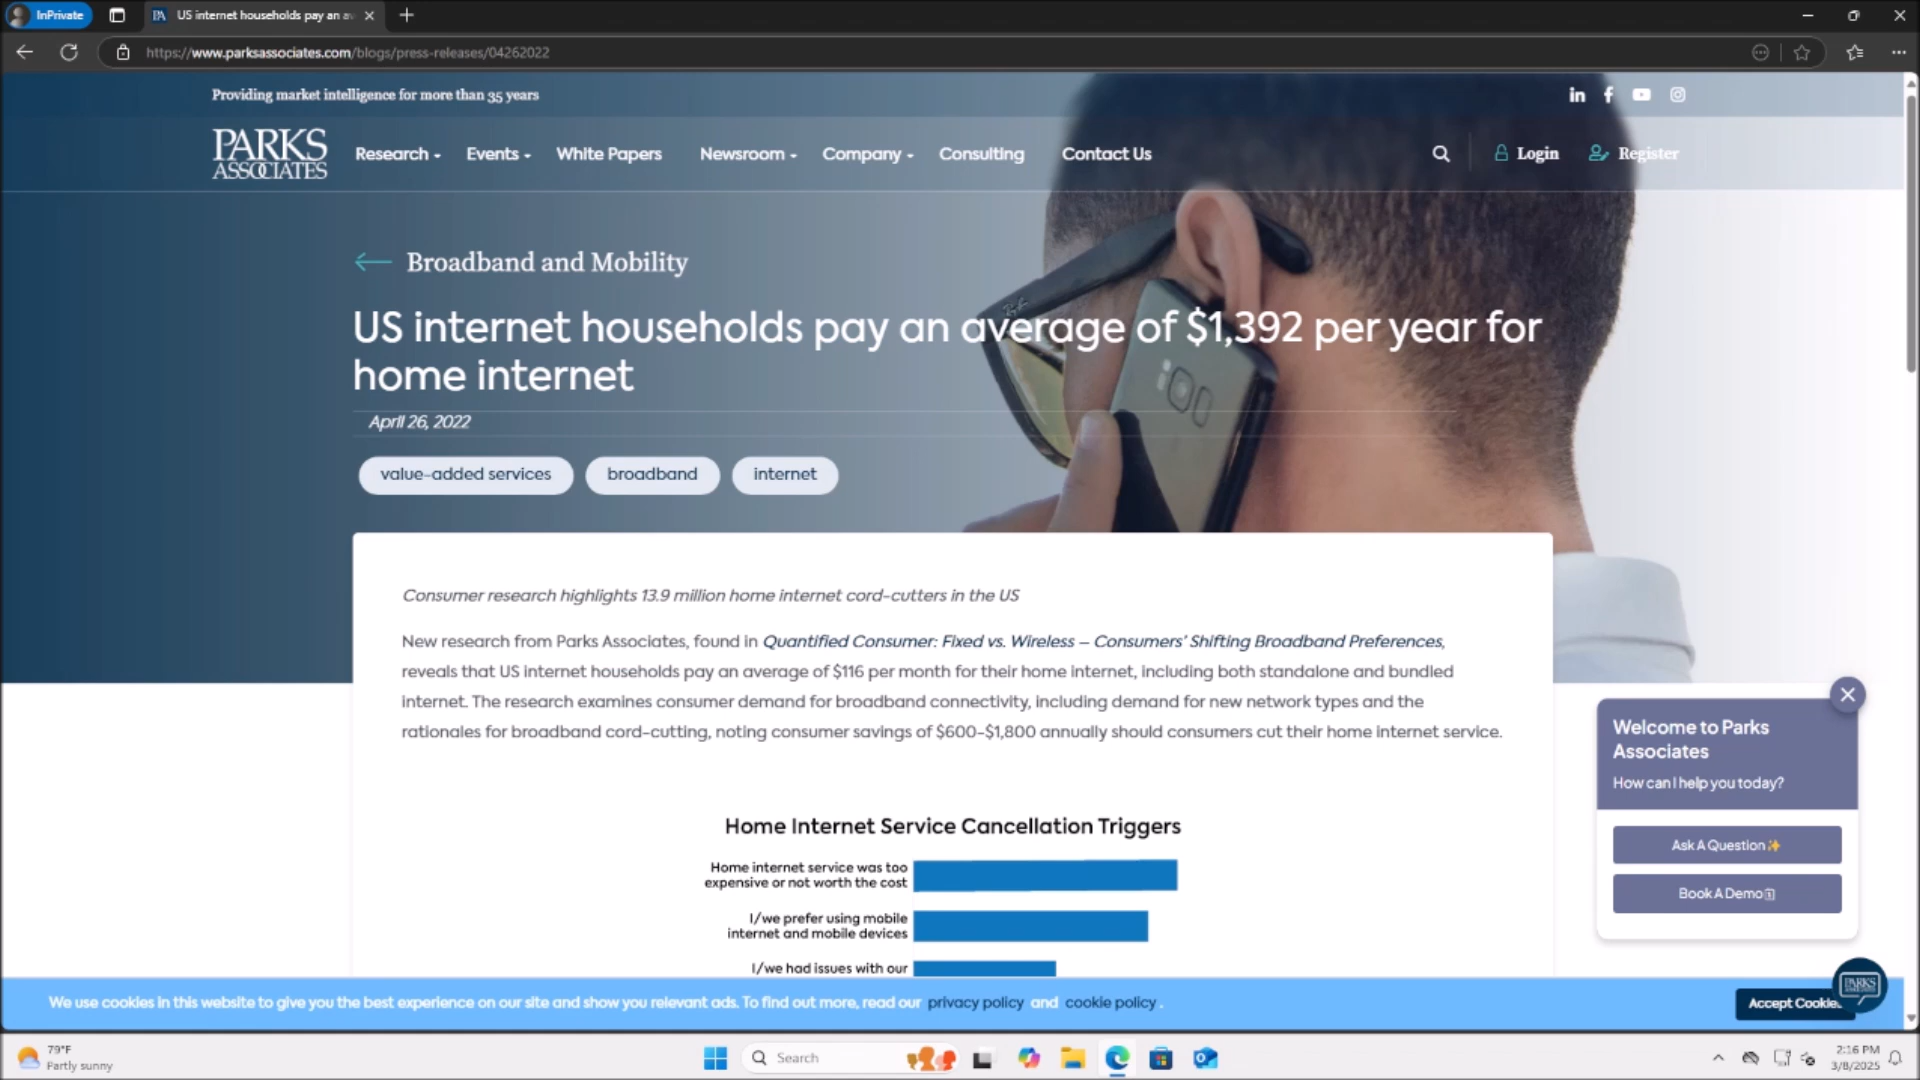 InPrivate
US internet households pay an av
https://www.parksassociates.com/blogs/press-releases/04262022
Providing market intelligence for more than 35 years
PARKS
ASSOCIATES
Research
Events
White Papers
Newsroom
Company
Consulting
Contact Us
Login
Register
Broadband and Mobility
US internet households pay an average of $1,392 per year for
home internet
April 26, 2022
value-added services
broadband
internet
Consumer research highlights 13.9 million home internet cord-cutters in the US
New research from Parks Associates, found in Quantified Consumer: Fixed vs. Wireless – Consumers' Shifting Broadband Preferences,
reveals that US internet households pay an average of $116 per month for their home internet, including both standalone and bundled
internet. The research examines consumer demand for broadband connectivity, including demand for new network types and the
rationales for broadband cord-cutting, noting consumer savings of $600-$1,800 annually should consumers cut their home internet service.
Home Internet Service Cancellation Triggers
Home internet service was too
expensive or not worth the cost
I/we prefer using mobile
internet and mobile devices
I/we had issues with our
Welcome to Parks
Associates
How can I help you today?
Ask A Question
Book A Demo
We use cookies in this website to give you the best experience on our site and show you relevant ads. To find out more, read our privacy policy and cookie policy.
Accept Cookie
79°F
Partly sunny
Search
2:16 PM
3/8/2025